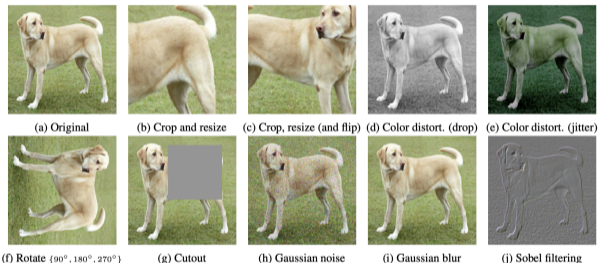 (a) Original
(b) Crop and resize
(c) Crop, resize (and flip)
(d) Color distort. (drop)
(e) Color distort. (jitter)
(f) Rotate {90°, 180°, 270°}
(g) Cutout
(h) Gaussian noise
(i) Gaussian blur
(j) Sobel filtering